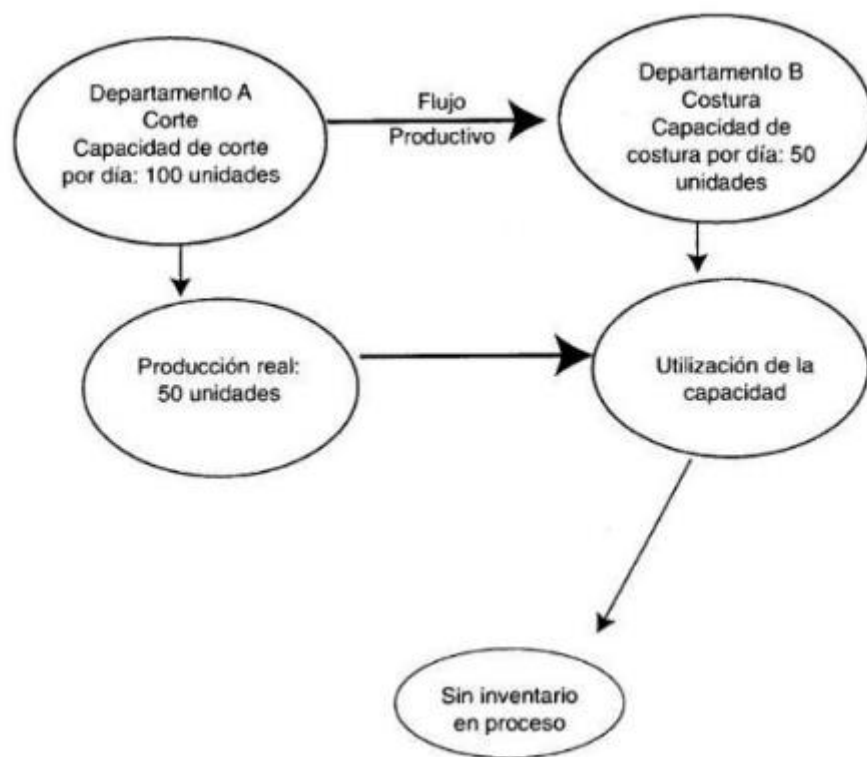 Departamento A
Corte
Capacidad de corte
por día: 100 unidades
Flujo
Productivo
Departamento B
Costura
Capacidad de
costura por día: 50
unidades
Producción real:
50 unidades
Utilización de la
capacidad
Sin inventario
en proceso